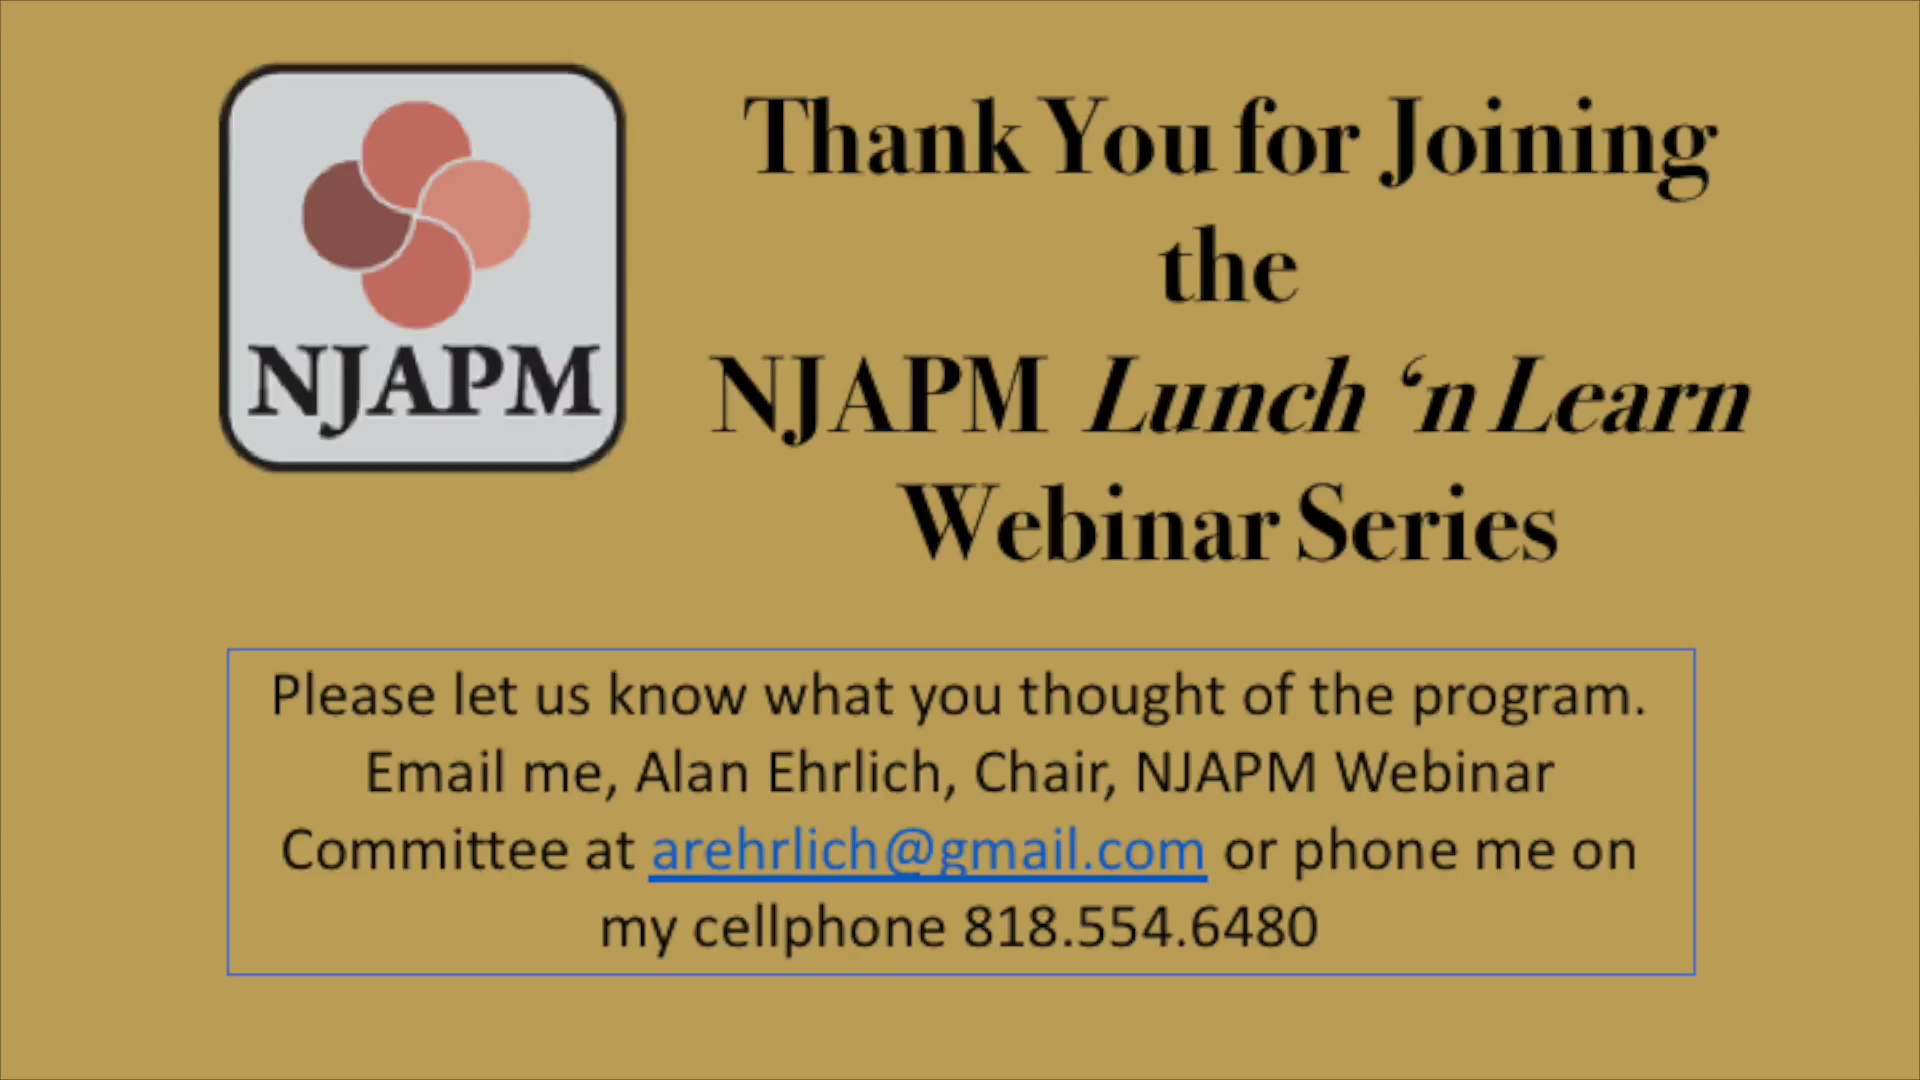 NJAPM
Thank You for Joining
the
NJAPM Lunch ‘n Learn
Webinar Series
Please let us know what you thought of the program.
Email me, Alan Ehrlich, Chair, NJAPM Webinar
Committee at arehrlich@gmail.com or phone me on
my cellphone 818.554.6480